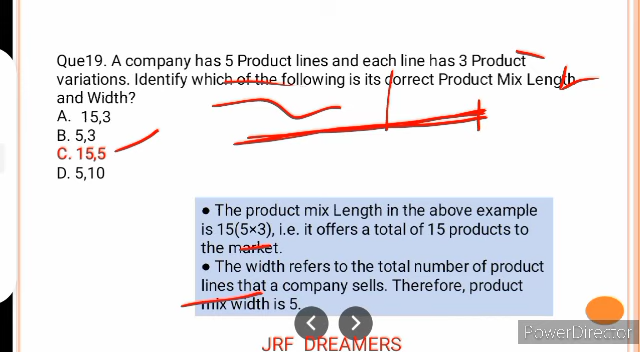 Que19. A company has 5 Product lines and each line has 3 Product
variations. Identify which of the following is its correct Product Mix Length
and Width?
A. 15,3
B. 5,3
C. 15,5
D. 5,10
● The product mix Length in the above example
is 15(5×3), i.e. it offers a total of 15 products to
the market.
● The width refers to the total number of product
lines that a company sells. Therefore, product
mix width is 5.
JRF DREAMERS
PowerDirector